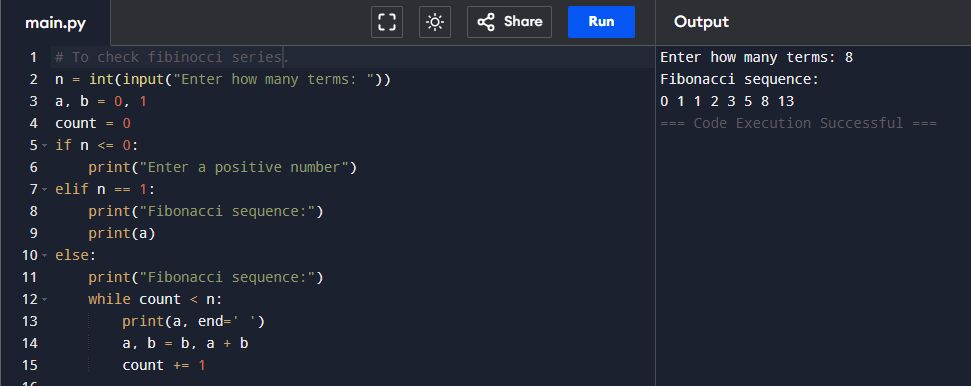 main.py Share Run Output
1 # To check fibinocci series.
2 n = int(input("Enter how many terms: "))
3 a, b = 0, 1
4 count = 0
5 if n <= 0:
6     print("Enter a positive number")
7 elif n == 1:
8     print("Fibonacci sequence:")
9     print(a)
10 else:
11     print("Fibonacci sequence:")
12     while count < n:
13         print(a, end=' ')
14         a, b = b, a + b
15         count += 1
16
Enter how many terms: 8
Fibonacci sequence:
0 1 1 2 3 5 8 13
=== Code Execution Successful ===